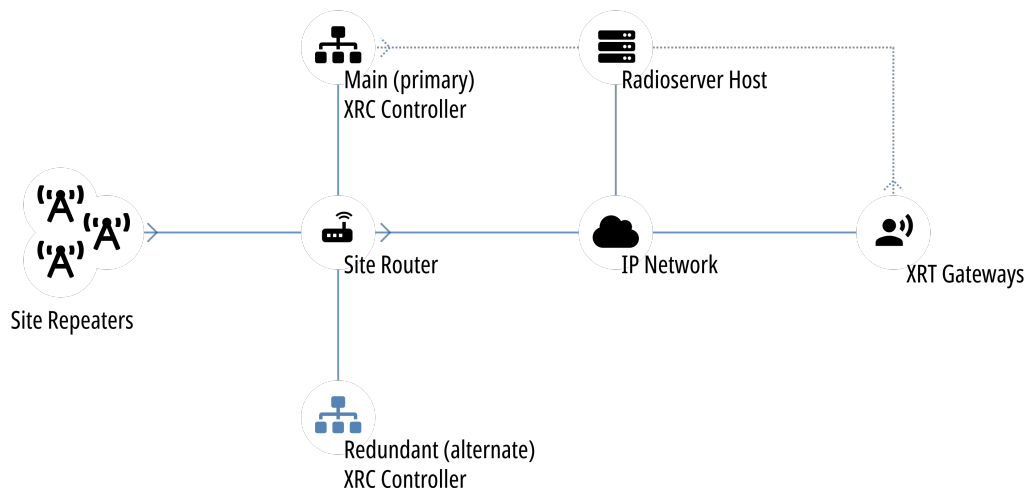 Main (primary)
XRC Controller
Radioserver Host
Site Router
IP Network
XRT Gateways
Site Repeaters
Redundant (alternate)
XRC Controller